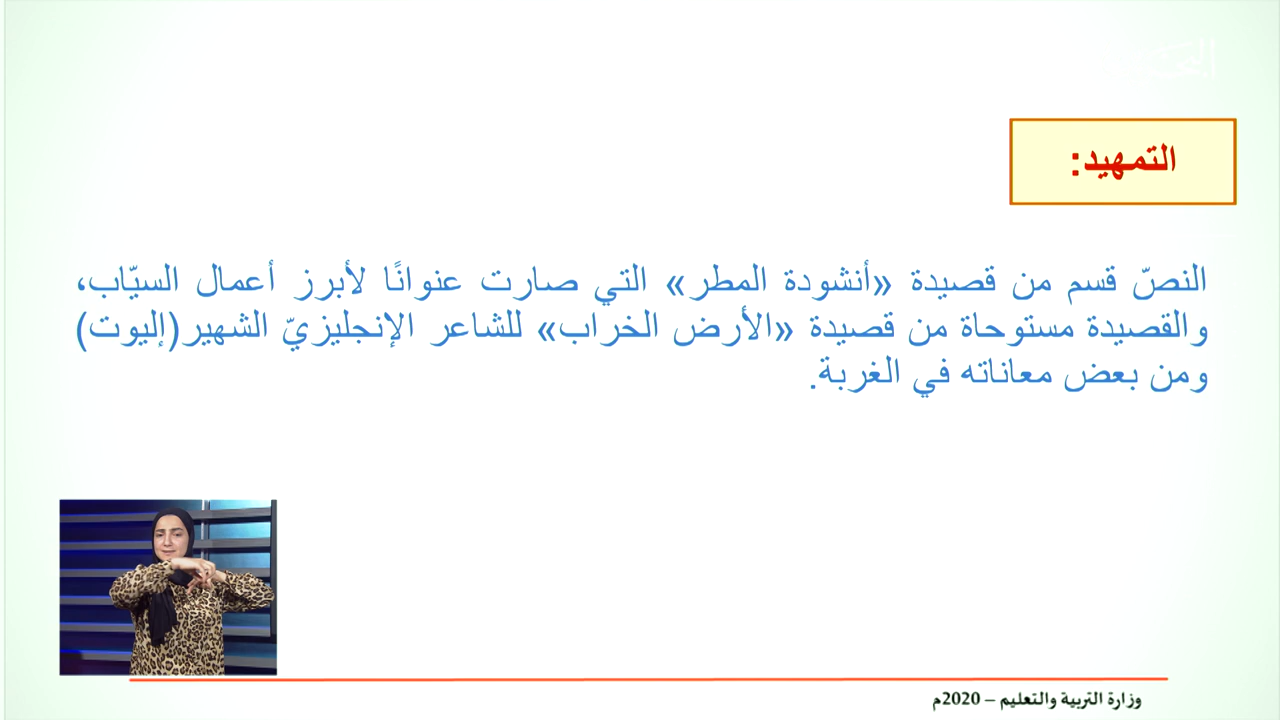 التمهيد:
النصّ قسم من قصيدة «أنشودة المطر» التي صارت عنوانًا لأبرز أعمال السيّاب،
والقصيدة مستوحاة من قصيدة «الأرض الخراب» للشاعر الإنجليزيّ الشهير(إليوت)
ومن بعض معاناته في الغربة.
وزارة التربية والتعليم – 2020م